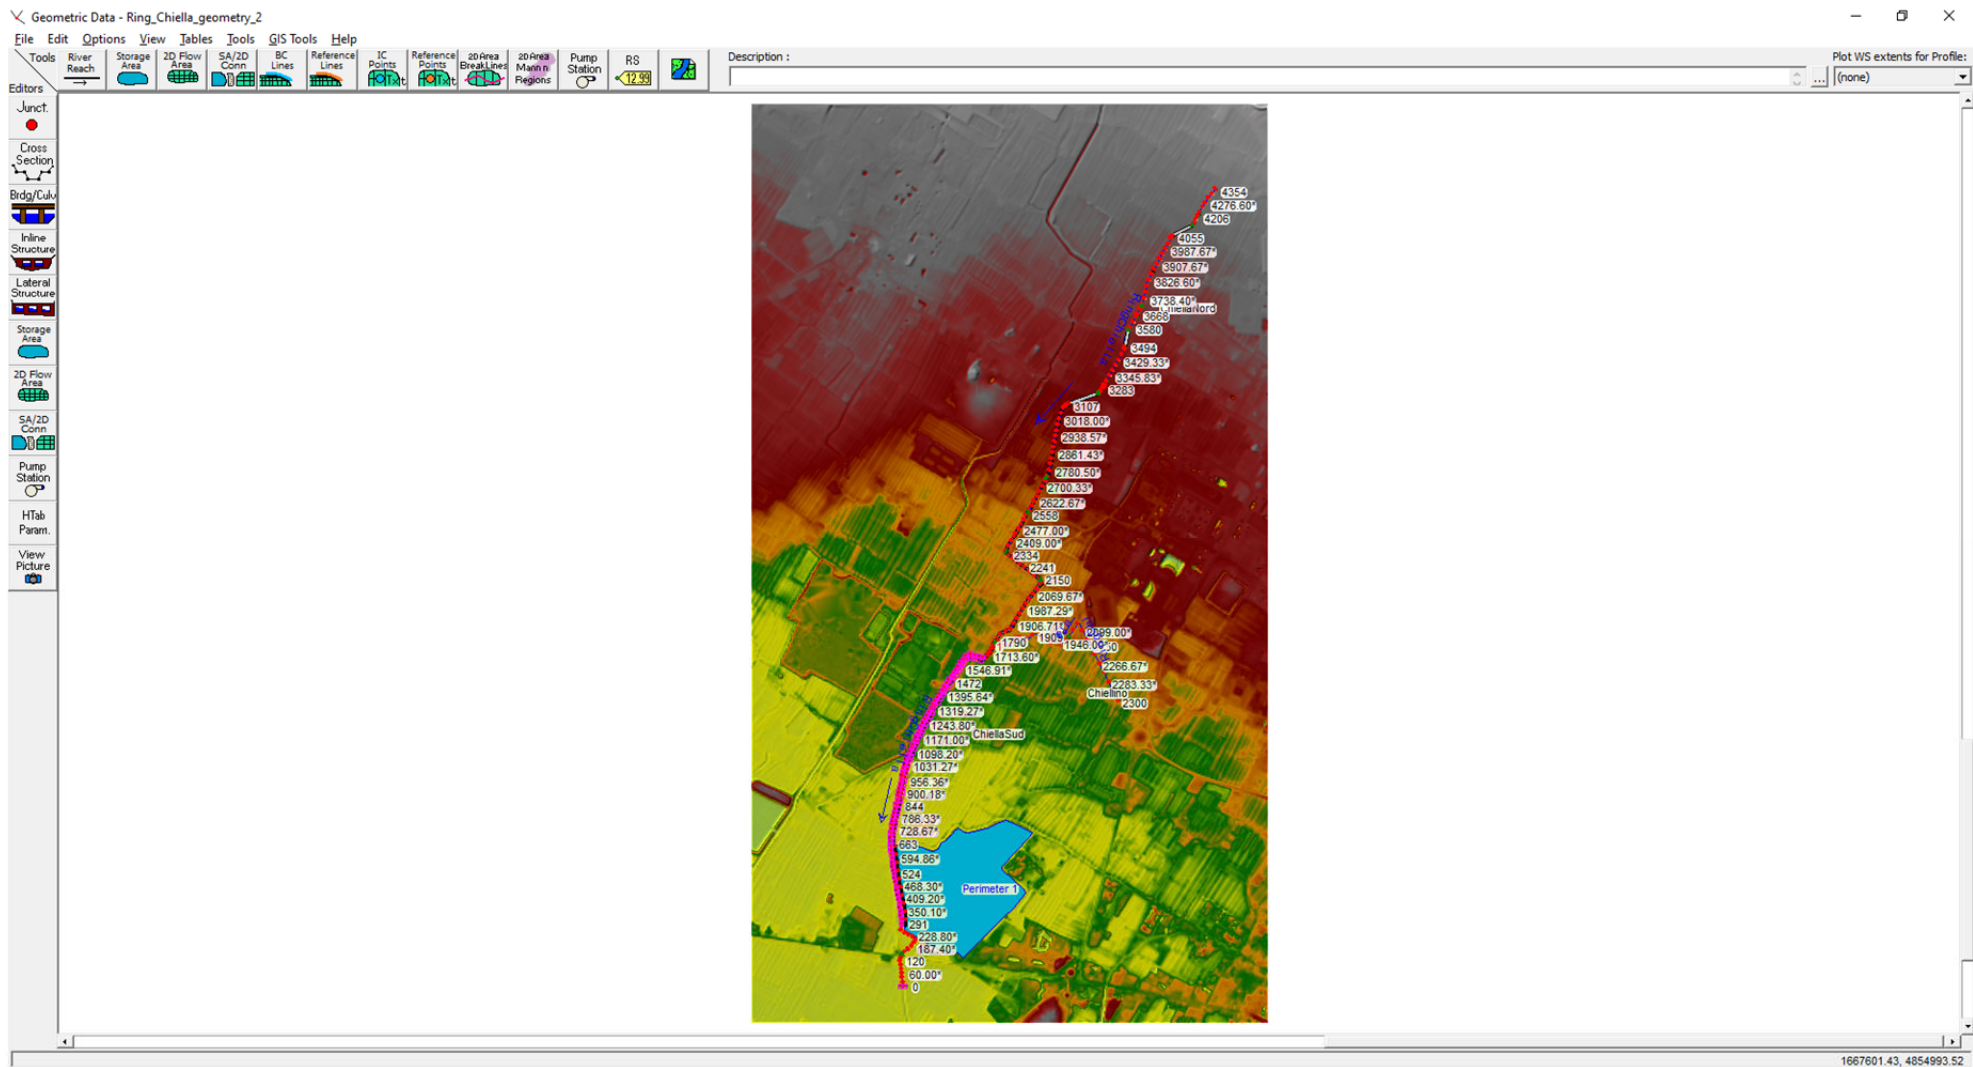 Geometric Data - Ring_Chiella_geometry_2
File Edit Options View Tables Tools GIS Tools Help
Tools
Editors
River Reach
Storage Area
2D Flow Area
SA/2D Conn
BC Lines
Reference Lines
IC Points
Reference Points
2D Area BreakLines
2D Area Mann n Regions
Pump Station
RS
12.99
Description :
...
Plot WS extents for Profile:
(none)
Junct.
Cross Section
Brdg/Culv
Inline Structure
Lateral Structure
Storage Area
2D Flow Area
SA/2D Conn
Pump Station
HTab Param.
View Picture
4354
4276.60*
4206
4055
3987.67*
3907.67*
3826.60*
3738.40*
3668
3580
3494
3429.33*
3345.83*
3283
3107
3018.00*
2938.57*
2861.43*
2780.50*
2700.33*
2622.67*
2558
2477.00*
2409.00*
2334
2241
2150
2069.67*
1987.29*
1906.71*
1909
1946.00*
1790
1713.60*
2266.67*
2283.33*
Chiellino
2300
1546.91*
1472
1395.64*
1319.27*
1243.80*
ChiellaSud
1171.00*
1098.20*
1031.27*
956.36*
900.18*
844
786.33*
728.67*
663
594.86*
524
468.30*
Perimeter 1
409.20*
350.10*
291
228.80*
187.40*
120
60.00*
0
1667601.43, 4854993.52